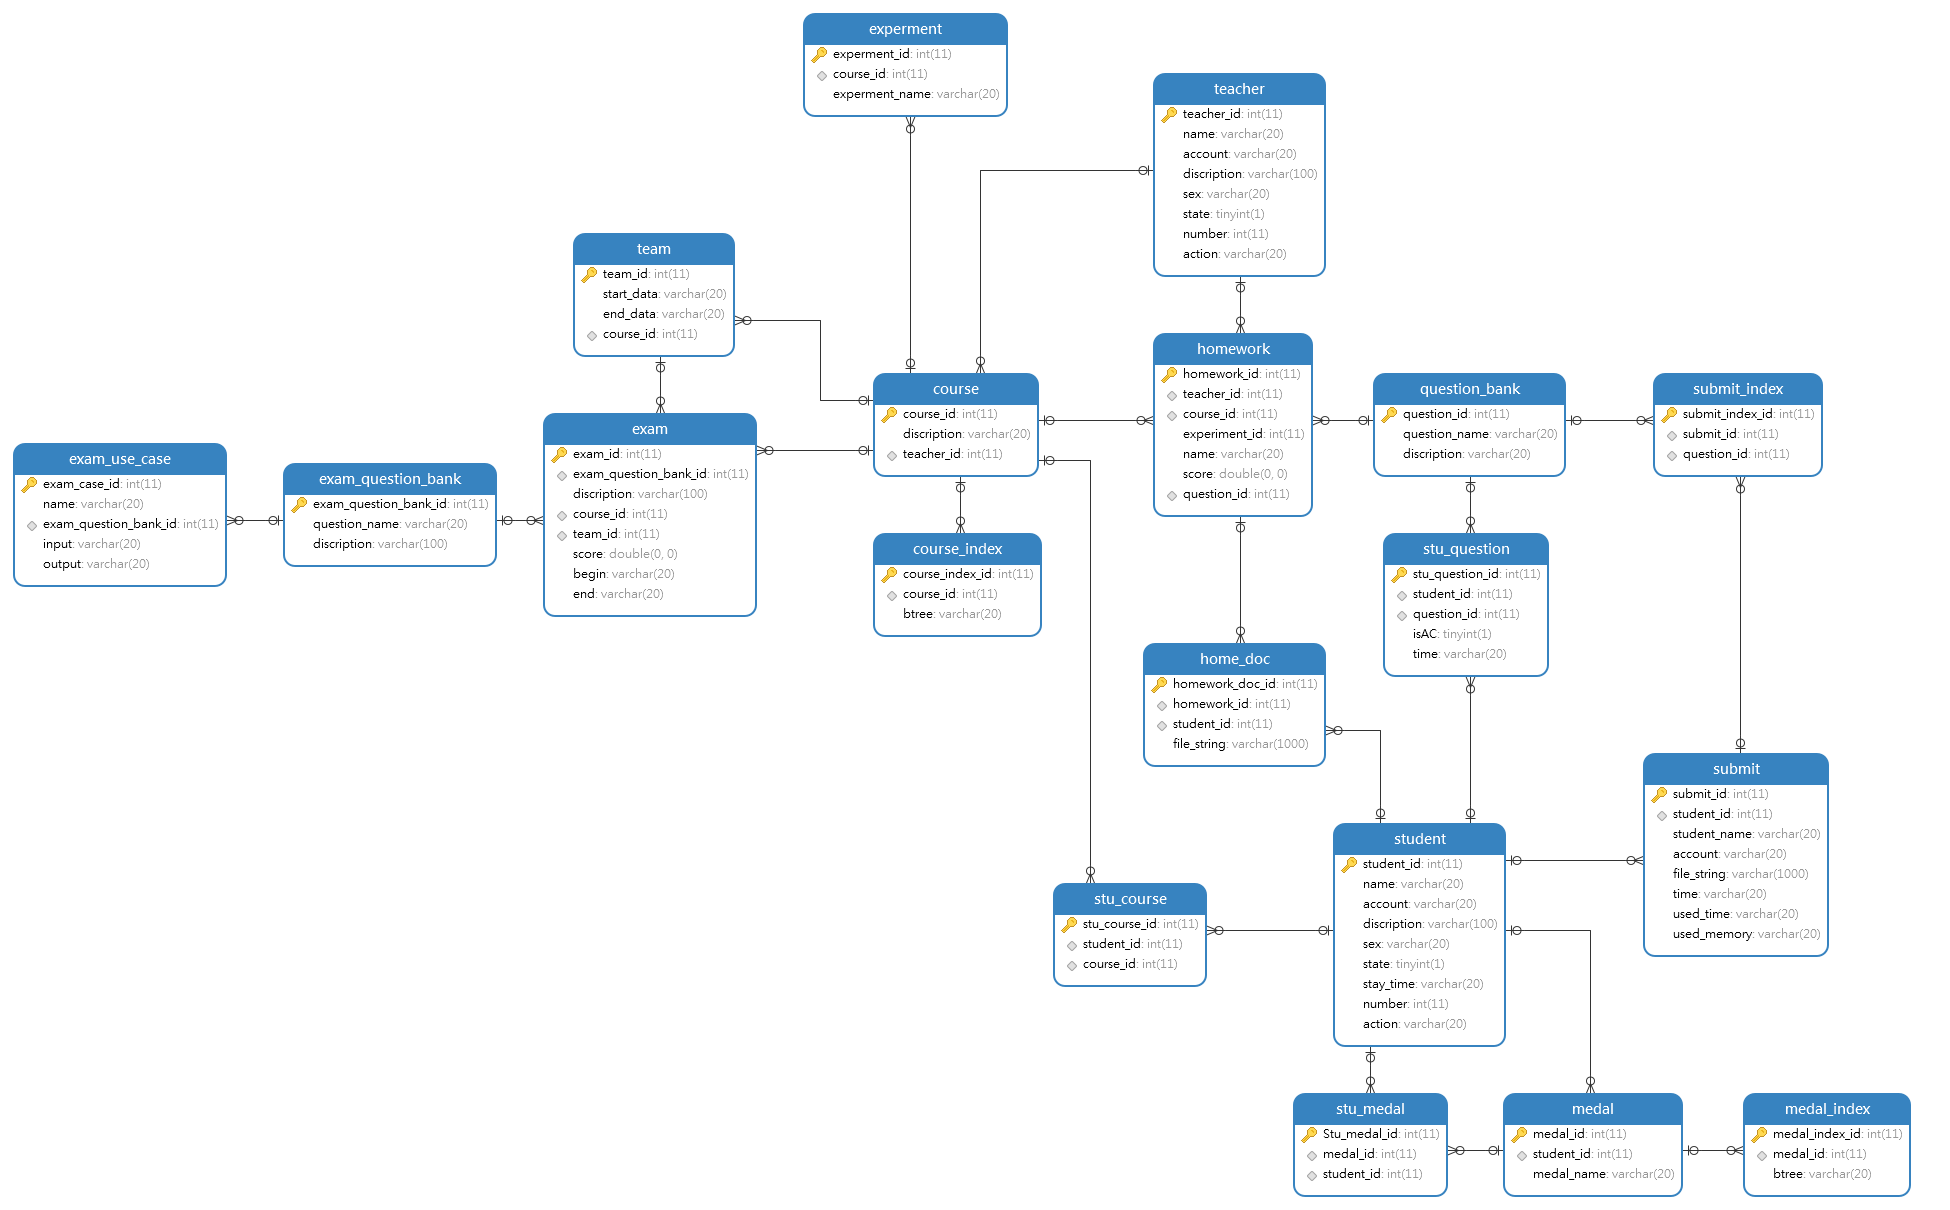 experment
experment_id: int(11)
course_id: int(11)
experment_name: varchar(20)
teacher
teacher_id: int(11)
name: varchar(20)
account: varchar(20)
discription: varchar(100)
sex: varchar(20)
state: tinyint(1)
number: int(11)
action: varchar(20)
team
team_id: int(11)
start_data: varchar(20)
end_data: varchar(20)
course_id: int(11)
homework
homework_id: int(11)
teacher_id: int(11)
course_id: int(11)
experiment_id: int(11)
name: varchar(20)
score: double(0, 0)
question_id: int(11)
course
course_id: int(11)
discription: varchar(20)
teacher_id: int(11)
question_bank
question_id: int(11)
question_name: varchar(20)
discription: varchar(20)
submit_index
submit_index_id: int(11)
submit_id: int(11)
question_id: int(11)
exam
exam_id: int(11)
exam_question_bank_id: int(11)
discription: varchar(100)
course_id: int(11)
team_id: int(11)
score: double(0, 0)
begin: varchar(20)
end: varchar(20)
exam_use_case
exam_case_id: int(11)
name: varchar(20)
exam_question_bank_id: int(11)
input: varchar(20)
output: varchar(20)
exam_question_bank
exam_question_bank_id: int(11)
question_name: varchar(20)
discription: varchar(100)
course_index
course_index_id: int(11)
course_id: int(11)
btree: varchar(20)
stu_question
stu_question_id: int(11)
student_id: int(11)
question_id: int(11)
isAC: tinyint(1)
time: varchar(20)
home_doc
homework_doc_id: int(11)
homework_id: int(11)
student_id: int(11)
file_string: varchar(1000)
submit
submit_id: int(11)
student_id: int(11)
student_name: varchar(20)
account: varchar(20)
file_string: varchar(1000)
time: varchar(20)
used_time: varchar(20)
used_memory: varchar(20)
student
student_id: int(11)
name: varchar(20)
account: varchar(20)
discription: varchar(100)
sex: varchar(20)
state: tinyint(1)
stay_time: varchar(20)
number: int(11)
action: varchar(20)
stu_course
stu_course_id: int(11)
student_id: int(11)
course_id: int(11)
stu_medal
Stu_medal_id: int(11)
medal_id: int(11)
student_id: int(11)
medal
medal_id: int(11)
student_id: int(11)
medal_name: varchar(20)
medal_index
medal_index_id: int(11)
medal_id: int(11)
btree: varchar(20)